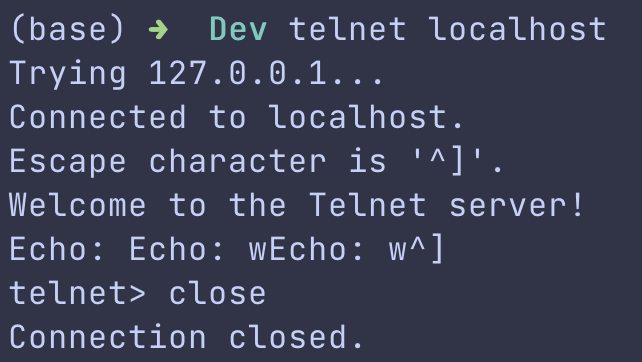 (base) ➜ Dev telnet localhost
Trying 127.0.0.1...
Connected to localhost.
Escape character is '^]'.
Welcome to the Telnet server!
Echo: Echo: wEcho: w^]
telnet> close
Connection closed.